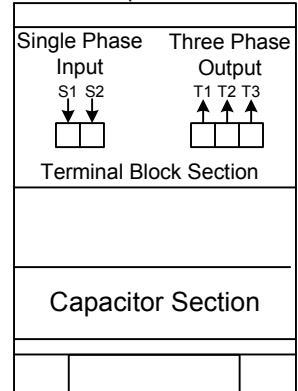 Single Phase Three Phase
Input Output
S1 S2 T1 T2 T3
Terminal Block Section
Capacitor Section